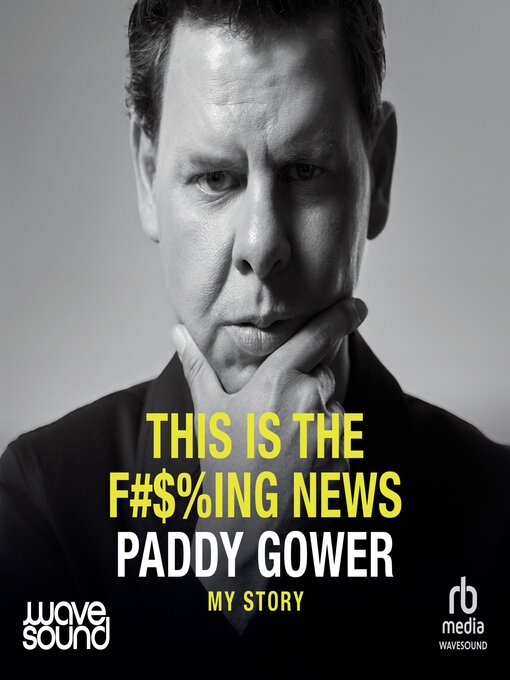 THIS IS THE
F#$%ING NEWS
PADDY GOWER
MY STORY
wave
sound
rb
media
WAVESOUND